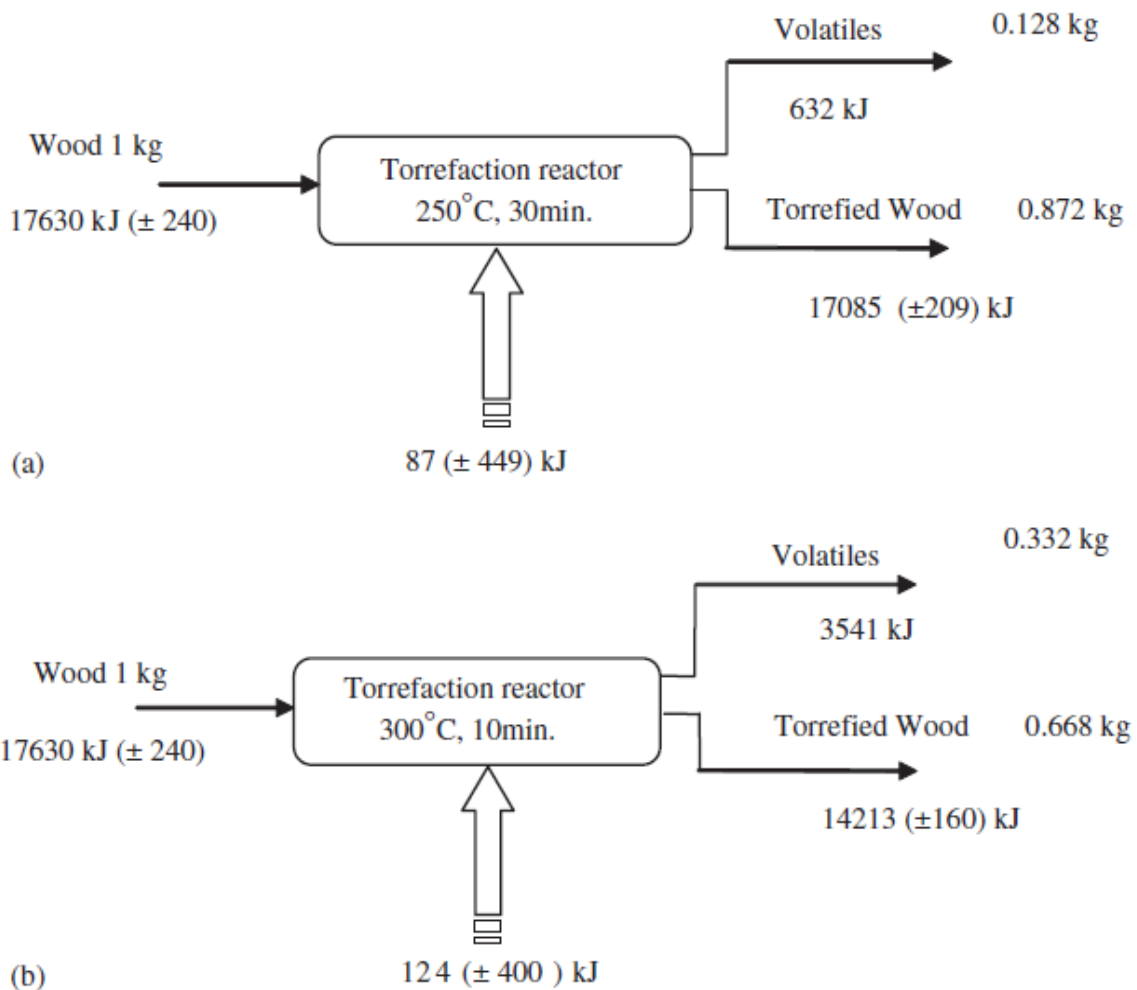 Volatiles 0.128 kg
632 kJ
Wood 1 kg
17630 kJ (± 240)
Torrefaction reactor
250°C, 30min.
Torrefied Wood 0.872 kg
17085 (±209) kJ
87 (± 449) kJ
(a)
Volatiles 0.332 kg
3541 kJ
Wood 1 kg
17630 kJ (± 240)
Torrefaction reactor
300°C, 10min.
Torrefied Wood 0.668 kg
14213 (±160) kJ
124 (± 400 ) kJ
(b)